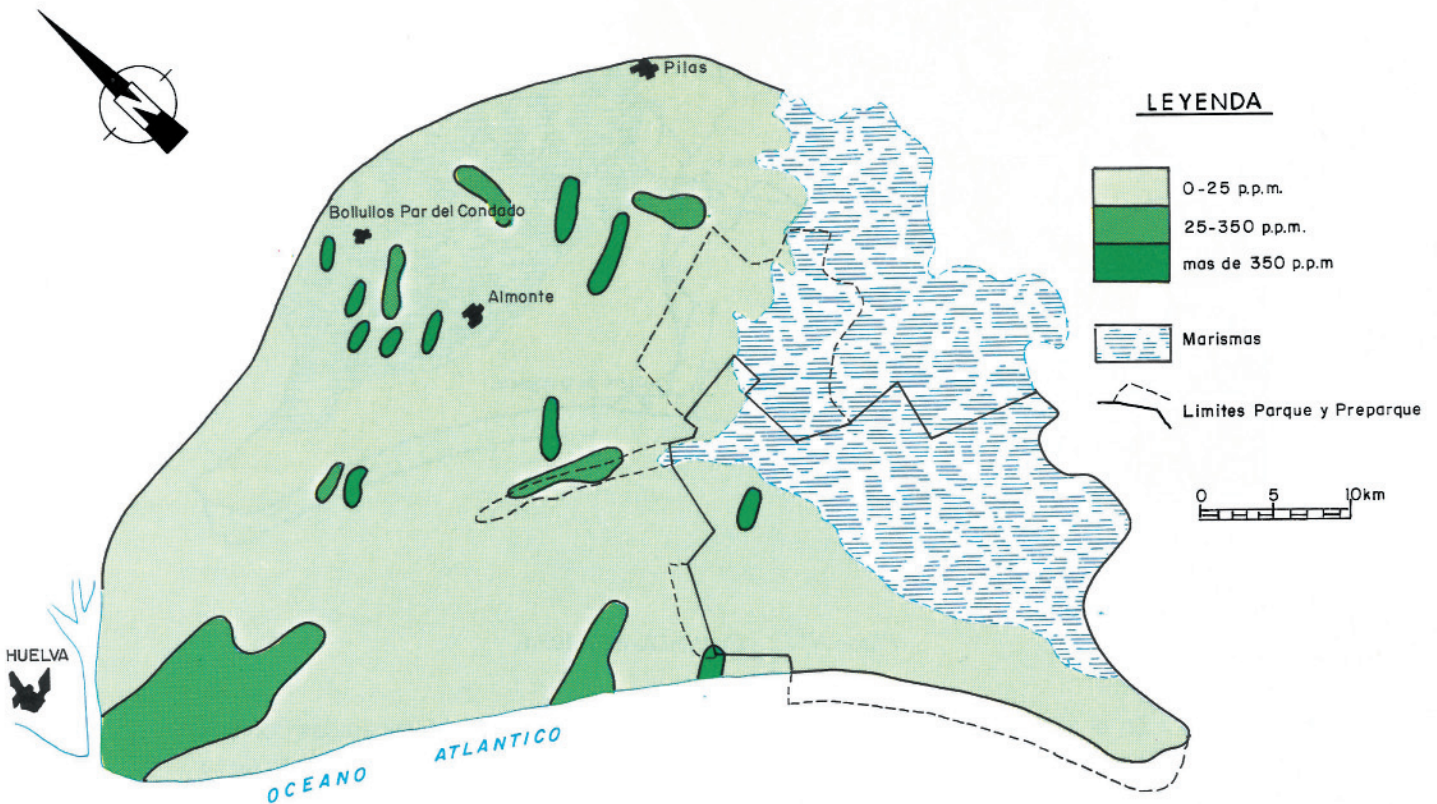 Pilas
Bollullos Par del Condado
Almonte
HUELVA
OCEANO ATLANTICO
LEYENDA
0-25 p.p.m.
25-350 p.p.m.
mas de 350 p.p.m
Marismas
Limites Parque y Preparque
0 5 10km